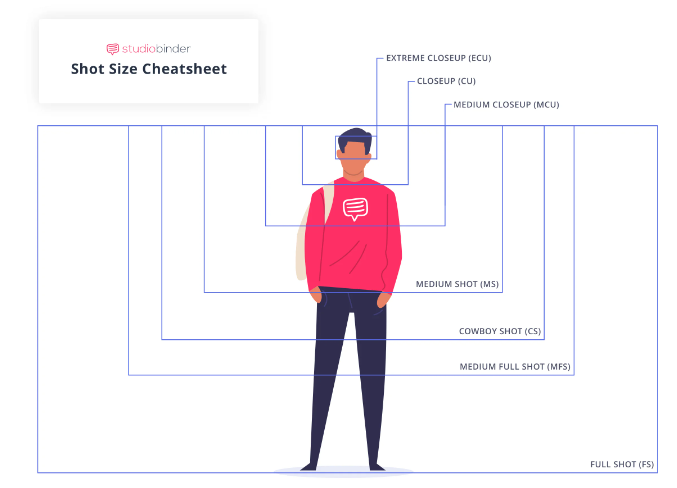 studiobinder
Shot Size Cheatsheet
EXTREME CLOSEUP (ECU)
CLOSEUP (CU)
MEDIUM CLOSEUP (MCU)
MEDIUM SHOT (MS)
COWBOY SHOT (CS)
MEDIUM FULL SHOT (MFS)
FULL SHOT (FS)